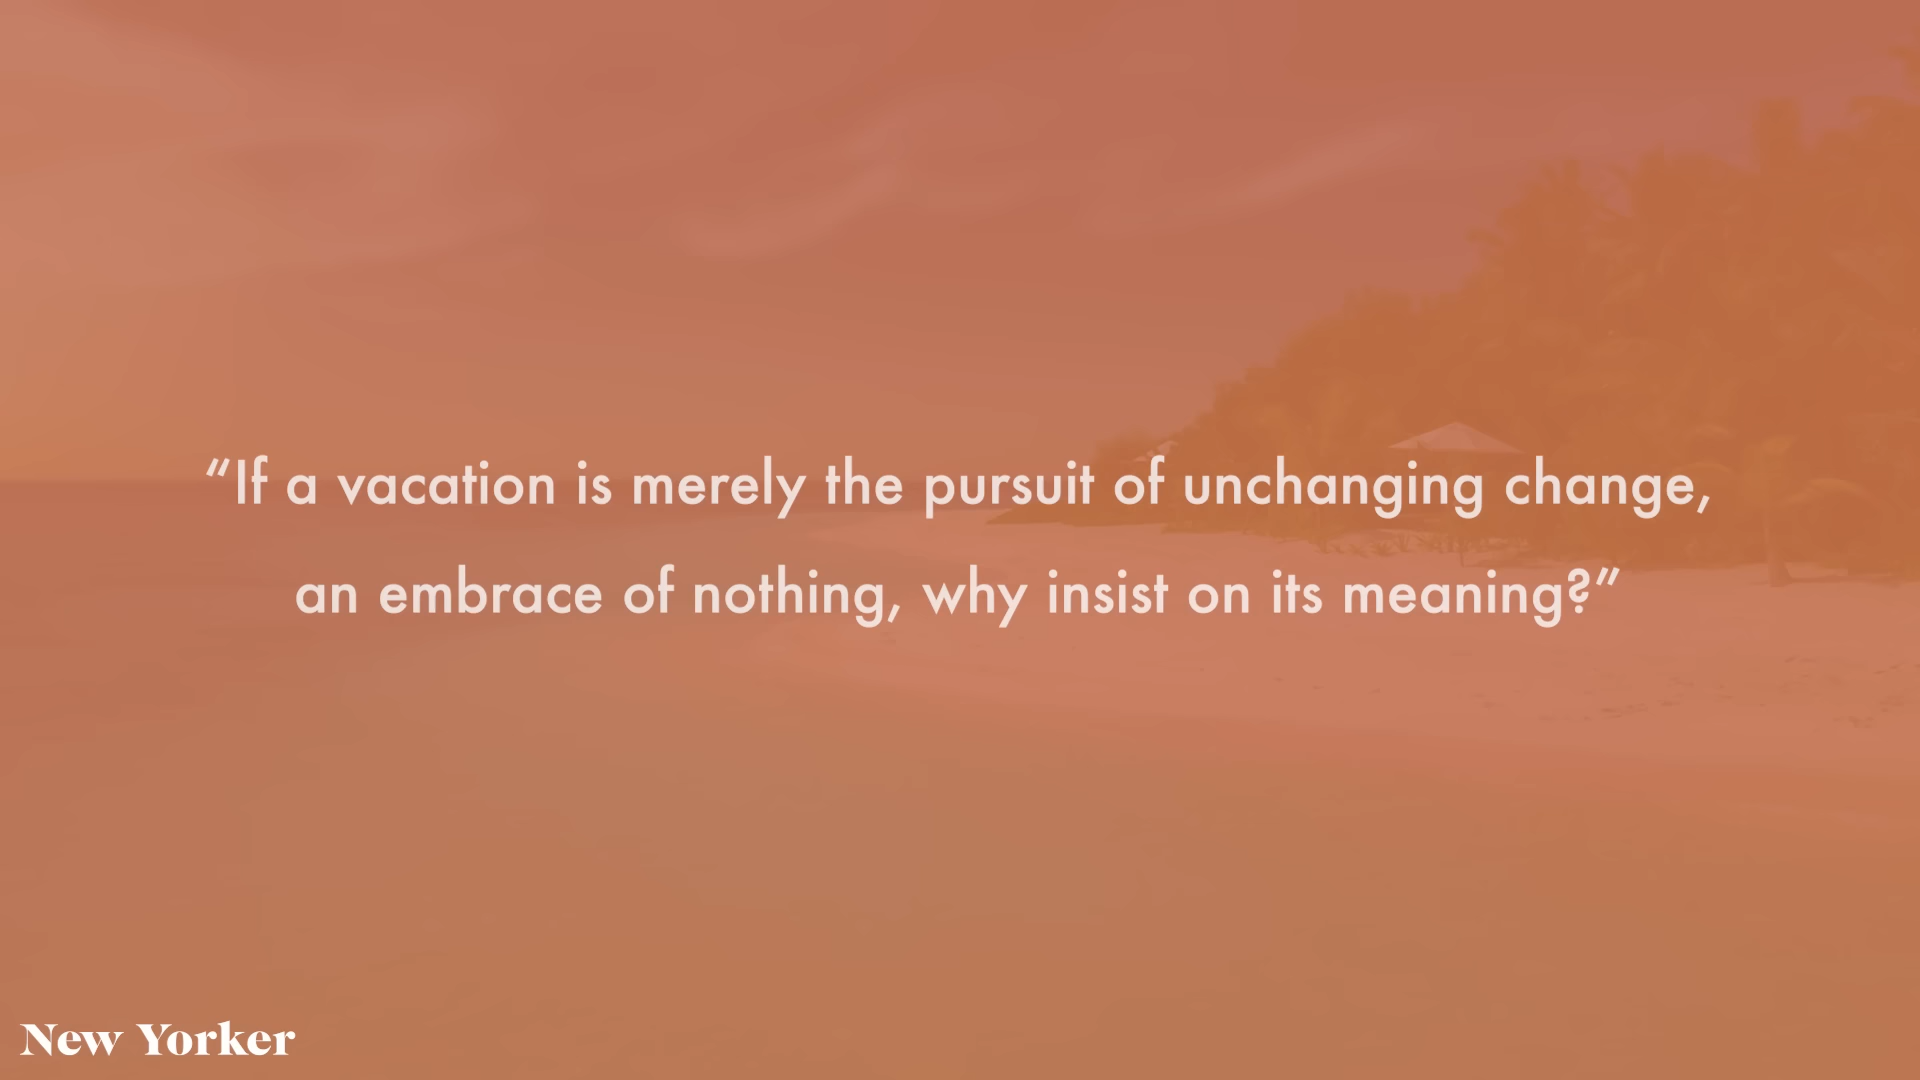 “If a vacation is merely the pursuit of unchanging change,
an embrace of nothing, why insist on its meaning?”
New Yorker